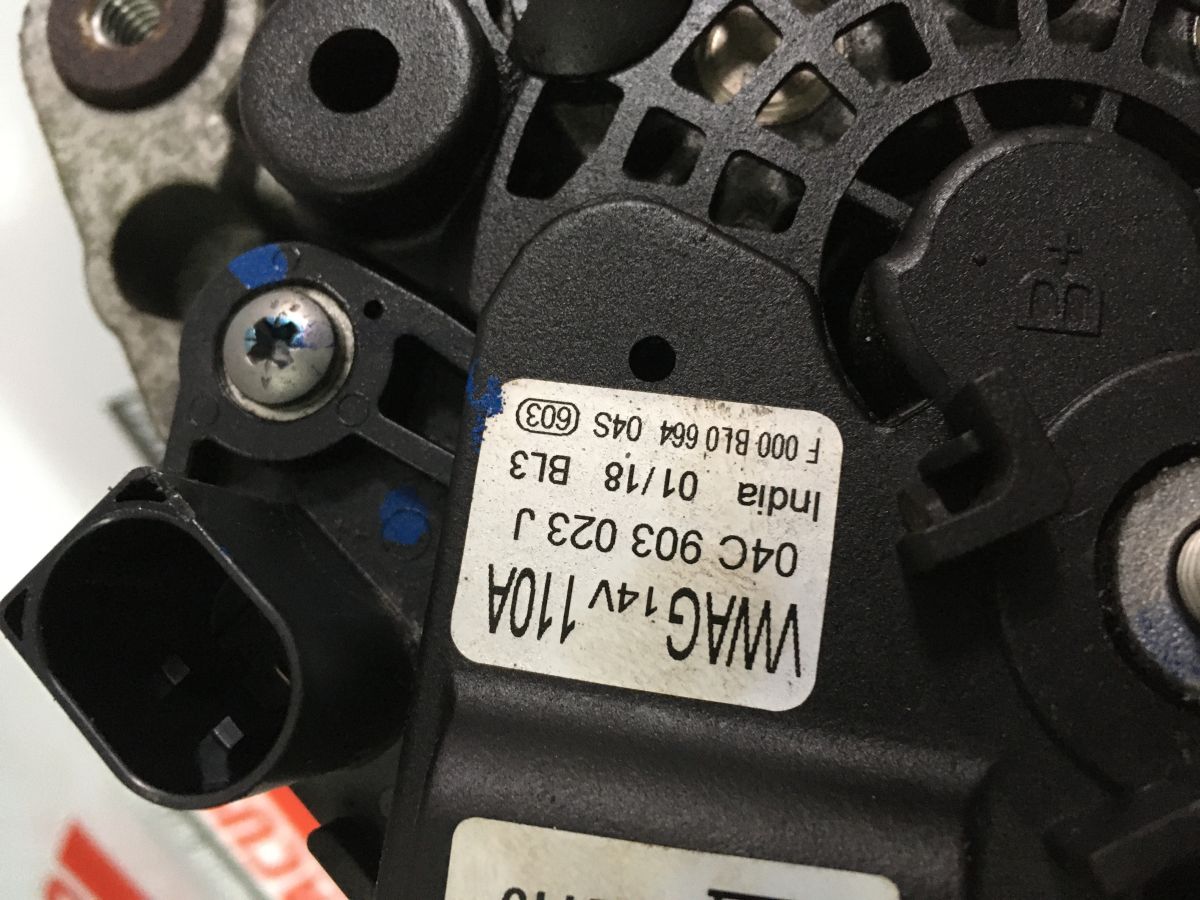 VWAG 14V 110A
04C 903 023 J
India 01/18 BL3
F 000 BL0 664 04S 603
B+